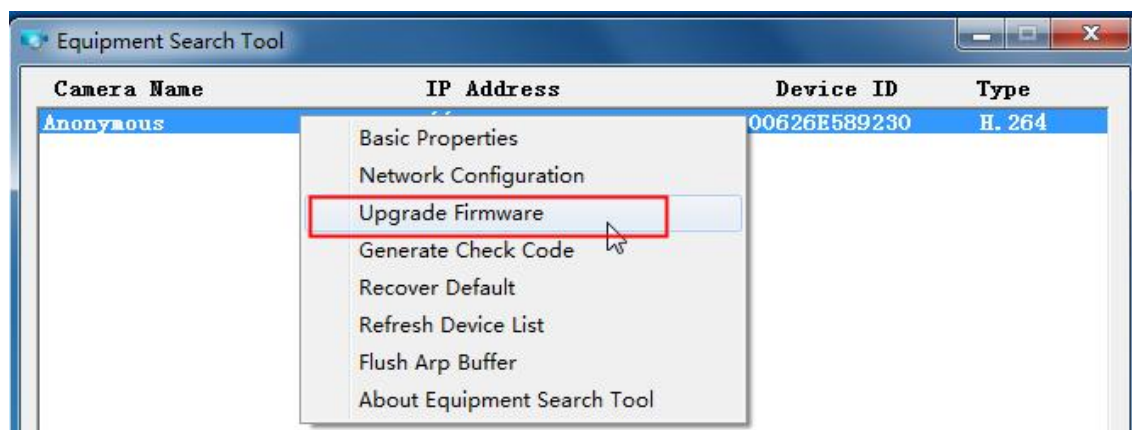 Equipment Search Tool
Camera Name IP Address Device ID Type
Anonymous 00626E589230 H.264
Basic Properties
Network Configuration
Upgrade Firmware
Generate Check Code
Recover Default
Refresh Device List
Flush Arp Buffer
About Equipment Search Tool